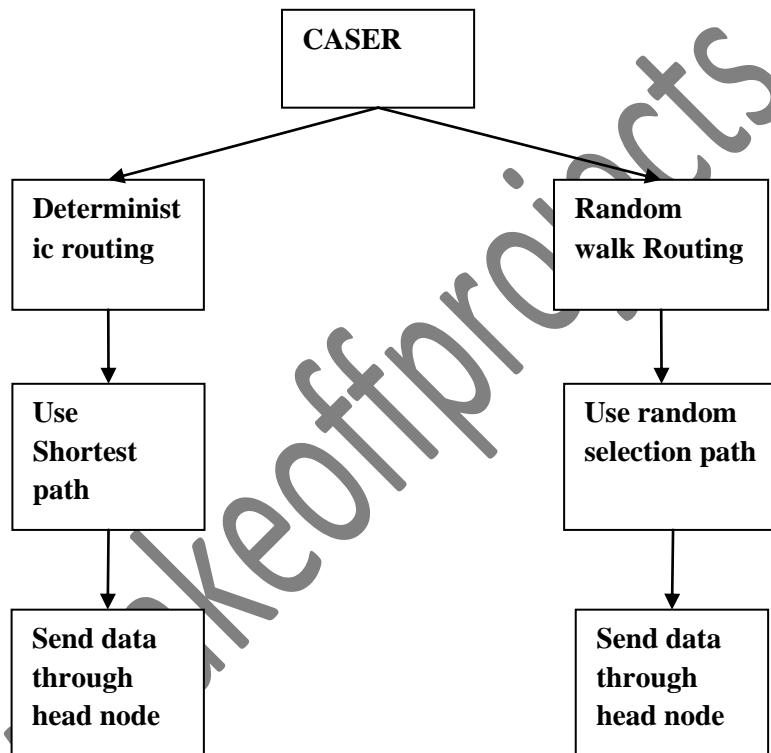 CASER
Determinist
ic routing
Random
walk Routing
Use
Shortest
path
Use random
selection path
Send data
through
head node
Send data
through
head node
akeoffprojects